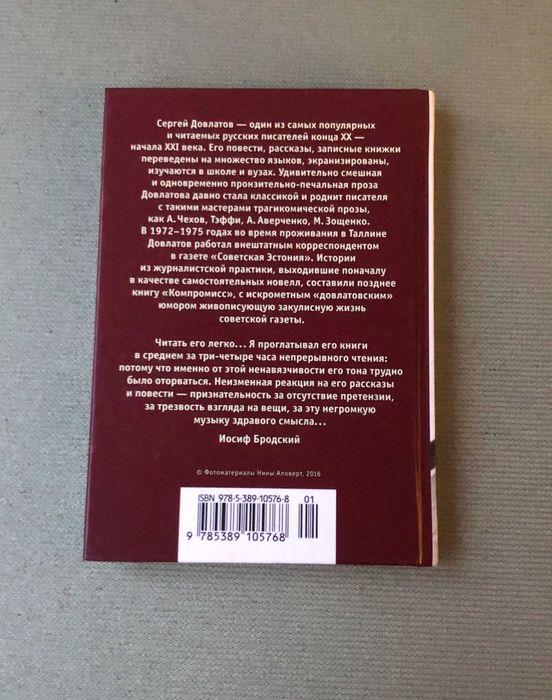 Сергей Довлатов — один из самых популярных
и читаемых русских писателей конца XX —
начала XXI века. Его повести, рассказы, записные книжки
переведены на множество языков, экранизированы,
изучаются в школе и вузах. Удивительно смешная
и одновременно пронзительно-печальная проза
Довлатова давно стала классикой и роднит писателя
с такими мастерами трагикомической прозы,
как А. Чехов, Тэффи, А. Аверченко, М. Зощенко.
В 1972–1975 годах во время проживания в Таллине
Довлатов работал внештатным корреспондентом
в газете «Советская Эстония». Истории
из журналистской практики, выходившие поначалу
в качестве самостоятельных новелл, составили позднее
книгу «Компромисс», с искрометным «довлатовским»
юмором живописующую закулисную жизнь
советской газеты.
Читать его легко... Я проглатывал его книги
в среднем за три-четыре часа непрерывного чтения:
потому что именно от этой ненавязчивости его тона трудно
было оторваться. Неизменная реакция на его рассказы
и повести — признательность за отсутствие претензии,
за трезвость взгляда на вещи, за эту негромкую
музыку здравого смысла...
Иосиф Бродский
© Фотоматериалы Нины Аловерт, 2016
ISBN 978-5-389-10576-8 01
9 785389 105768